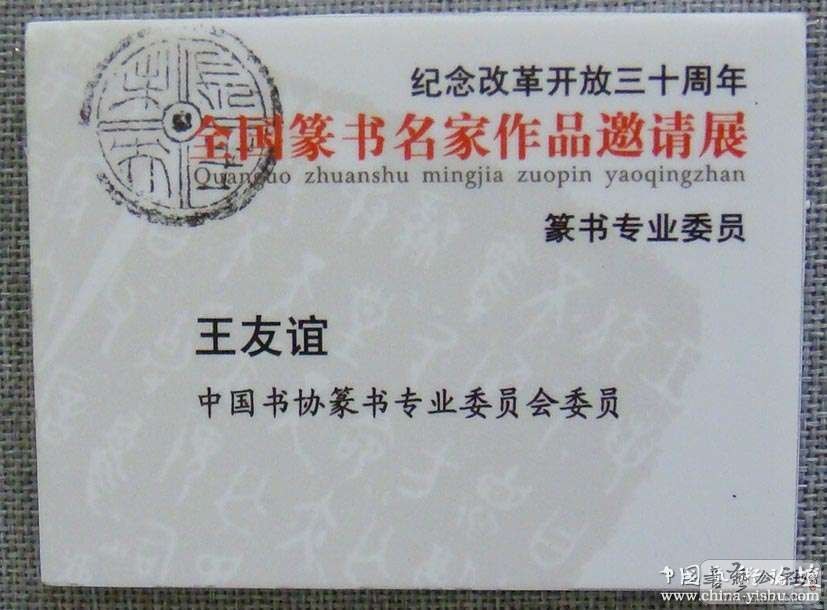 纪念改革开放三十周年
全国篆书名家作品邀请展
Quanguo zhuanshu mingjia zuopin yaoqingzhan
篆书专业委员
王友谊
中国书协篆书专业委员会委员
中国
www.china-yishu.com